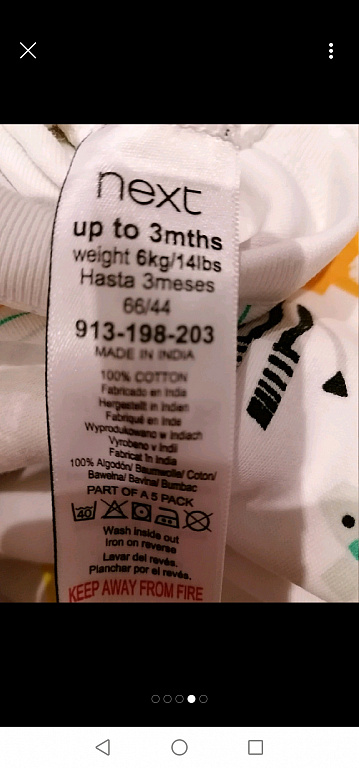 next
up to 3mths
weight 6kg/14lbs
Hasta 3meses
66/44
913-198-203
MADE IN INDIA
100% COTTON
Fabricado en India
Hergestellt in Indien
Fabriqué en Inde
Wyprodukowano w Indiach
Vyrobeno v Indii
Fabricat în India
100% Algodón/ Baumwolle/ Coton/
Bawełna/ Bavlna/ Bumbac
PART OF A 5 PACK
40
Wash inside out
Iron on reverse
Lavar del revés.
Planchar por el revés.
KEEP AWAY FROM FIRE